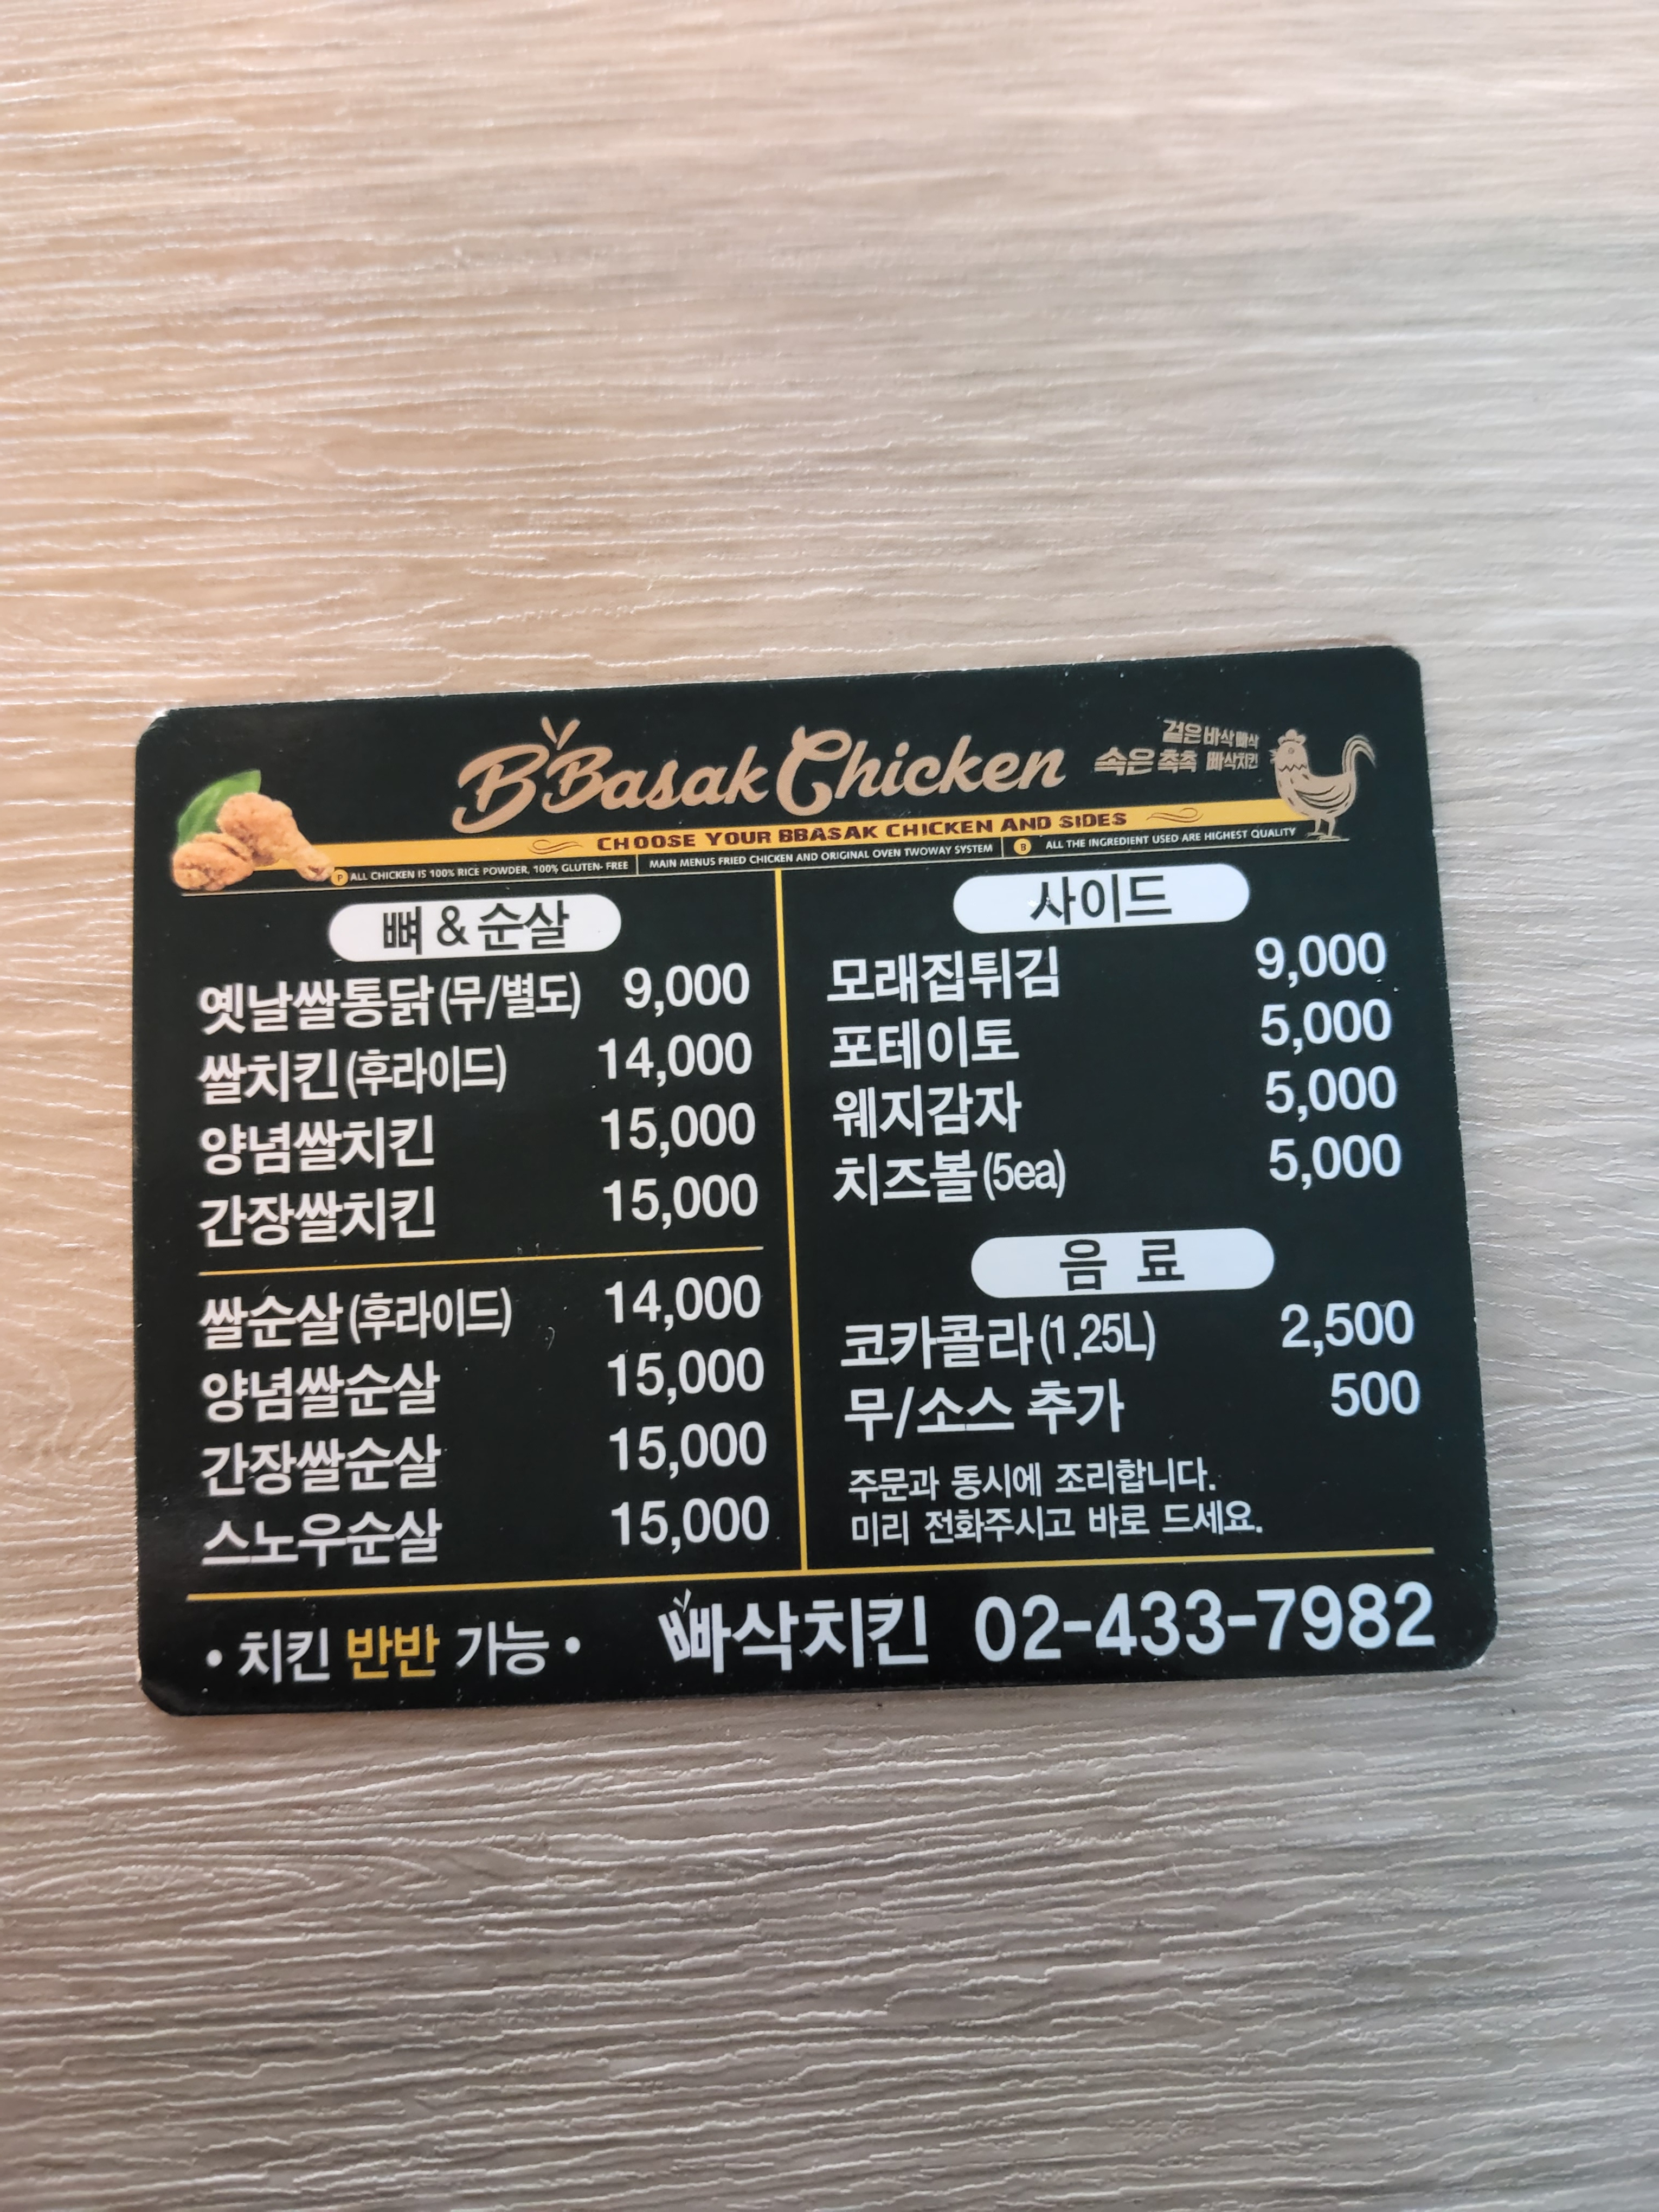 BBasak Chicken
겉은 바삭 빠삭
속은 촉촉 빠삭치킨
CHOOSE YOUR BBASAK CHICKEN AND SIDES
P ALL CHICKEN IS 100% RICE POWDER, 100% GLUTEN- FREE
MAIN MENUS FRIED CHICKEN AND ORIGINAL OVEN TWOWAY SYSTEM
B ALL THE INGREDIENT USED ARE HIGHEST QUALITY
뼈 & 순살
옛날쌀통닭(무/별도) 9,000
쌀치킨(후라이드) 14,000
양념쌀치킨 15,000
간장쌀치킨 15,000
쌀순살(후라이드) 14,000
양념쌀순살 15,000
간장쌀순살 15,000
스노우순살 15,000
사이드
모래집튀김 9,000
포테이토 5,000
웨지감자 5,000
치즈볼(5ea) 5,000
음 료
코카콜라(1.25L) 2,500
무/소스 추가 500
주문과 동시에 조리합니다.
미리 전화주시고 바로 드세요.
• 치킨 반반 가능 •
빠삭치킨 02-433-7982